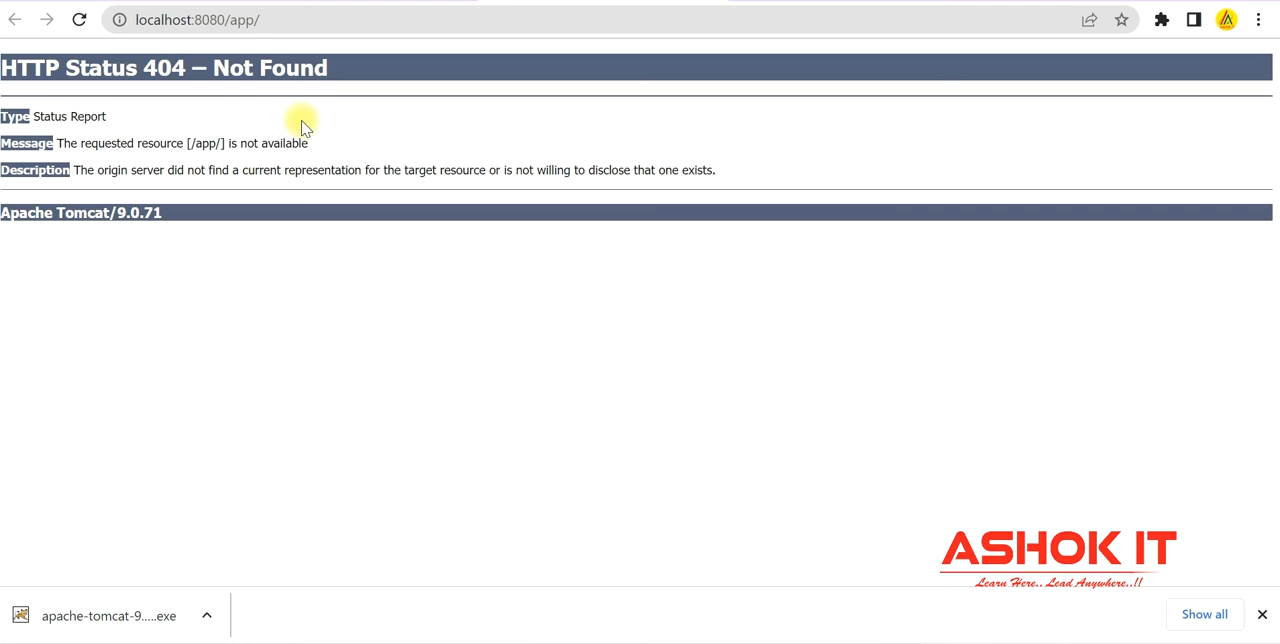 localhost:8080/app/
HTTP Status 404 – Not Found
Type Status Report
Message The requested resource [/app/] is not available
Description The origin server did not find a current representation for the target resource or is not willing to disclose that one exists.
Apache Tomcat/9.0.71
ASHOK IT
Learn Here.. Lead Anywhere..!!
apache-tomcat-9.....exe
Show all